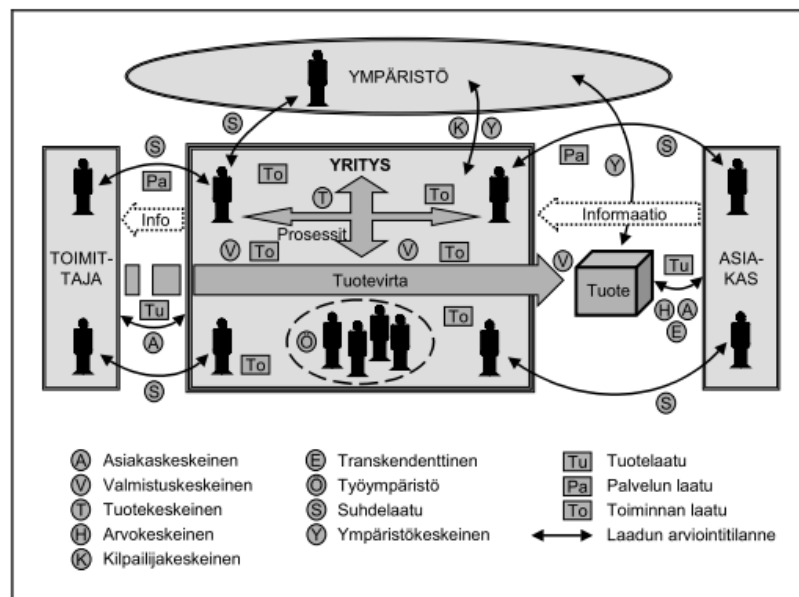 YMPÄRISTÖ
S
K
Y
S
Pa
To
YRITYS
T
To
Pa
S
Y
Info
Prosessit
Informaatio
TOIMIT-
TAJA
V
To
V
To
V
Tu
ASIA-
KAS
Tuotevirta
Tuote
Tu
A
H
A
E
Ö
To
To
S
S
A Asiakaskeskeinen
V Valmistuskeskeinen
T Tuotekeskeinen
H Arvokeskeinen
K Kilpailijakeskeinen
E Transkendenttinen
Ö Työympäristö
S Suhdelaatu
Y Ympäristökeskeinen
Tu Tuotelaatu
Pa Palvelun laatu
To Toiminnan laatu
Laadun arviointitilanne